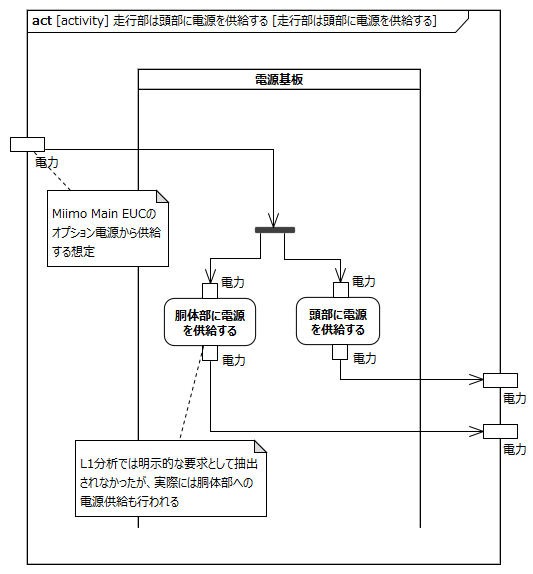 act [activity] 走行部は頭部に電源を供給する [走行部は頭部に電源を供給する]
電源基板
電力
Miimo Main EUCの
オプション電源から供給
する想定
電力
電力
胴体部に電源
を供給する
頭部に電源
を供給する
電力
電力
電力
電力
L1分析では明示的な要求として抽出
されなかったが、実際には胴体部への
電源供給も行われる